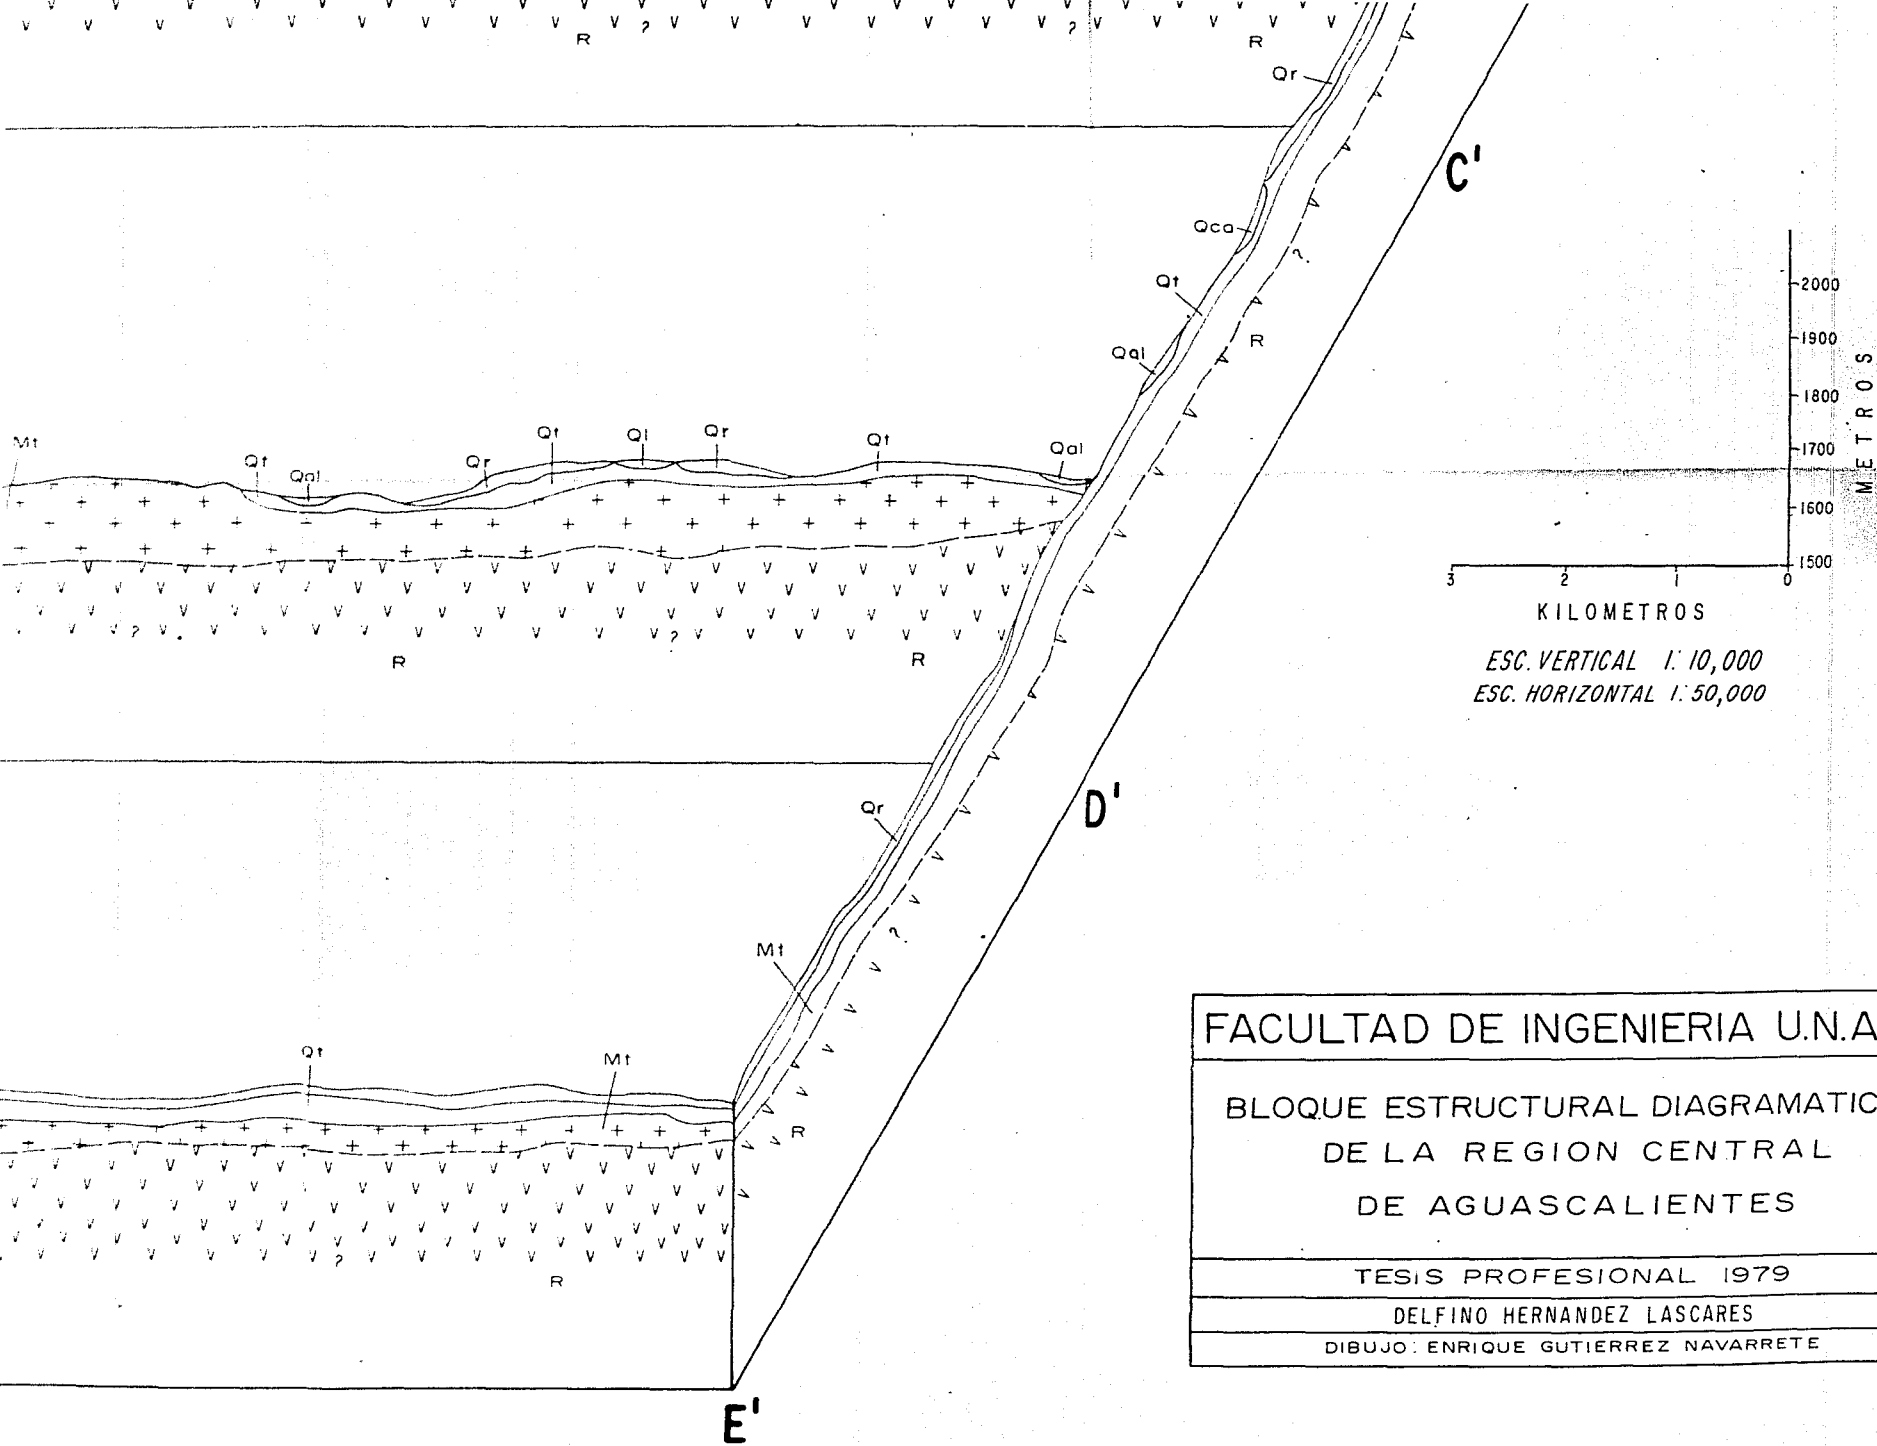 R
R
Qr
C'
Qca
Qt
2000
1900
1800
1700
1600
1500
METROS
R
Qal
Mt
Qt
Qal
Qr
Qt
Ql
Qr
Qt
Qal
3 2 1 0
KILOMETROS
ESC. VERTICAL 1:10,000
ESC. HORIZONTAL 1:50,000
R
R
D'
Qr
Mt
Qt
Mt
R
R
E'
FACULTAD DE INGENIERIA U.N.A
BLOQUE ESTRUCTURAL DIAGRAMATIC
DE LA REGION CENTRAL
DE AGUASCALIENTES
TESIS PROFESIONAL 1979
DELFINO HERNANDEZ LASCARES
DIBUJO: ENRIQUE GUTIERREZ NAVARRETE